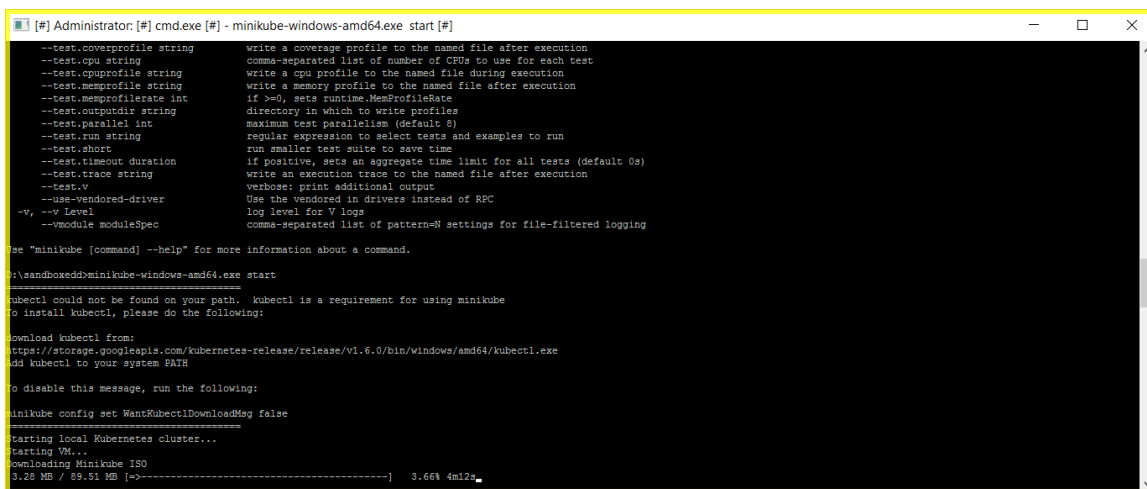 [#] Administrator: [#] cmd.exe [#] - minikube-windows-amd64.exe start [#]
--test.coverprofile string write a coverage profile to the named file after execution
--test.cpu string comma-separated list of number of CPUs to use for each test
--test.cpuprofile string write a cpu profile to the named file during execution
--test.memprofile string write a memory profile to the named file after execution
--test.memprofilerate int if >=0, sets runtime.MemProfileRate
--test.outputdir string directory in which to write profiles
--test.parallel int maximum test parallelism (default 8)
--test.run string regular expression to select tests and examples to run
--test.short run smaller test suite to save time
--test.timeout duration if positive, sets an aggregate time limit for all tests (default 0s)
--test.trace string write an execution trace to the named file after execution
--test.v verbose: print additional output
--use-vendored-driver Use the vendored in drivers instead of RPC
-v, --v Level log level for V logs
--vmodule moduleSpec comma-separated list of pattern=N settings for file-filtered logging
Use "minikube [command] --help" for more information about a command.
D:\sandboxedd>minikube-windows-amd64.exe start
========================================
kubectl could not be found on your path. kubectl is a requirement for using minikube
To install kubectl, please do the following:
download kubectl from:
https://storage.googleapis.com/kubernetes-release/release/v1.6.0/bin/windows/amd64/kubectl.exe
Add kubectl to your system PATH
To disable this message, run the following:
minikube config set WantKubectlDownloadMsg false
========================================
Starting local Kubernetes cluster...
Starting VM...
Downloading Minikube ISO
3.28 MB / 89.51 MB [=>------------------------------------------] 3.66% 4m12s